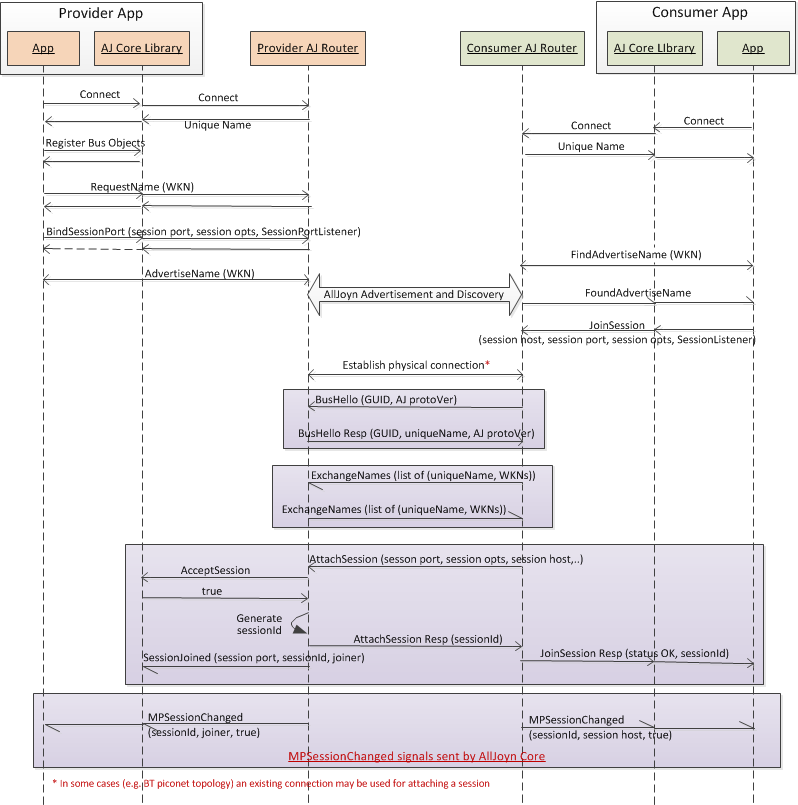 Provider App
Consumer App
App
AJ Core Library
Provider AJ Router
Consumer AJ Router
AJ Core LIbrary
App
Connect
Connect
Unique Name
Connect
Connect
Register Bus Objects
Unique Name
RequestName (WKN)
BindSessionPort (session port, session opts, SessionPortListener)
FindAdvertiseName (WKN)
AdvertiseName (WKN)
AllJoyn Advertisement and Discovery
FoundAdvertiseName
JoinSession
(session host, session port, session opts, SessionListener)
Establish physical connection*
BusHello (GUID, AJ protoVer)
BusHello Resp (GUID, uniqueName, AJ protoVer)
ExchangeNames (list of (uniqueName, WKNs))
ExchangeNames (list of (uniqueName, WKNs))
AttachSession (sesson port, session opts, session host,..)
AcceptSession
true
Generate
sessionId
AttachSession Resp (sessionId)
JoinSession Resp (status OK, sessionId)
SessionJoined (session port, sessionId, joiner)
MPSessionChanged
(sessionId, joiner, true)
MPSessionChanged
(sessionId, session host, true)
MPSessionChanged signals sent by AllJoyn Core
* In some cases (e.g. BT piconet topology) an existing connection may be used for attaching a session